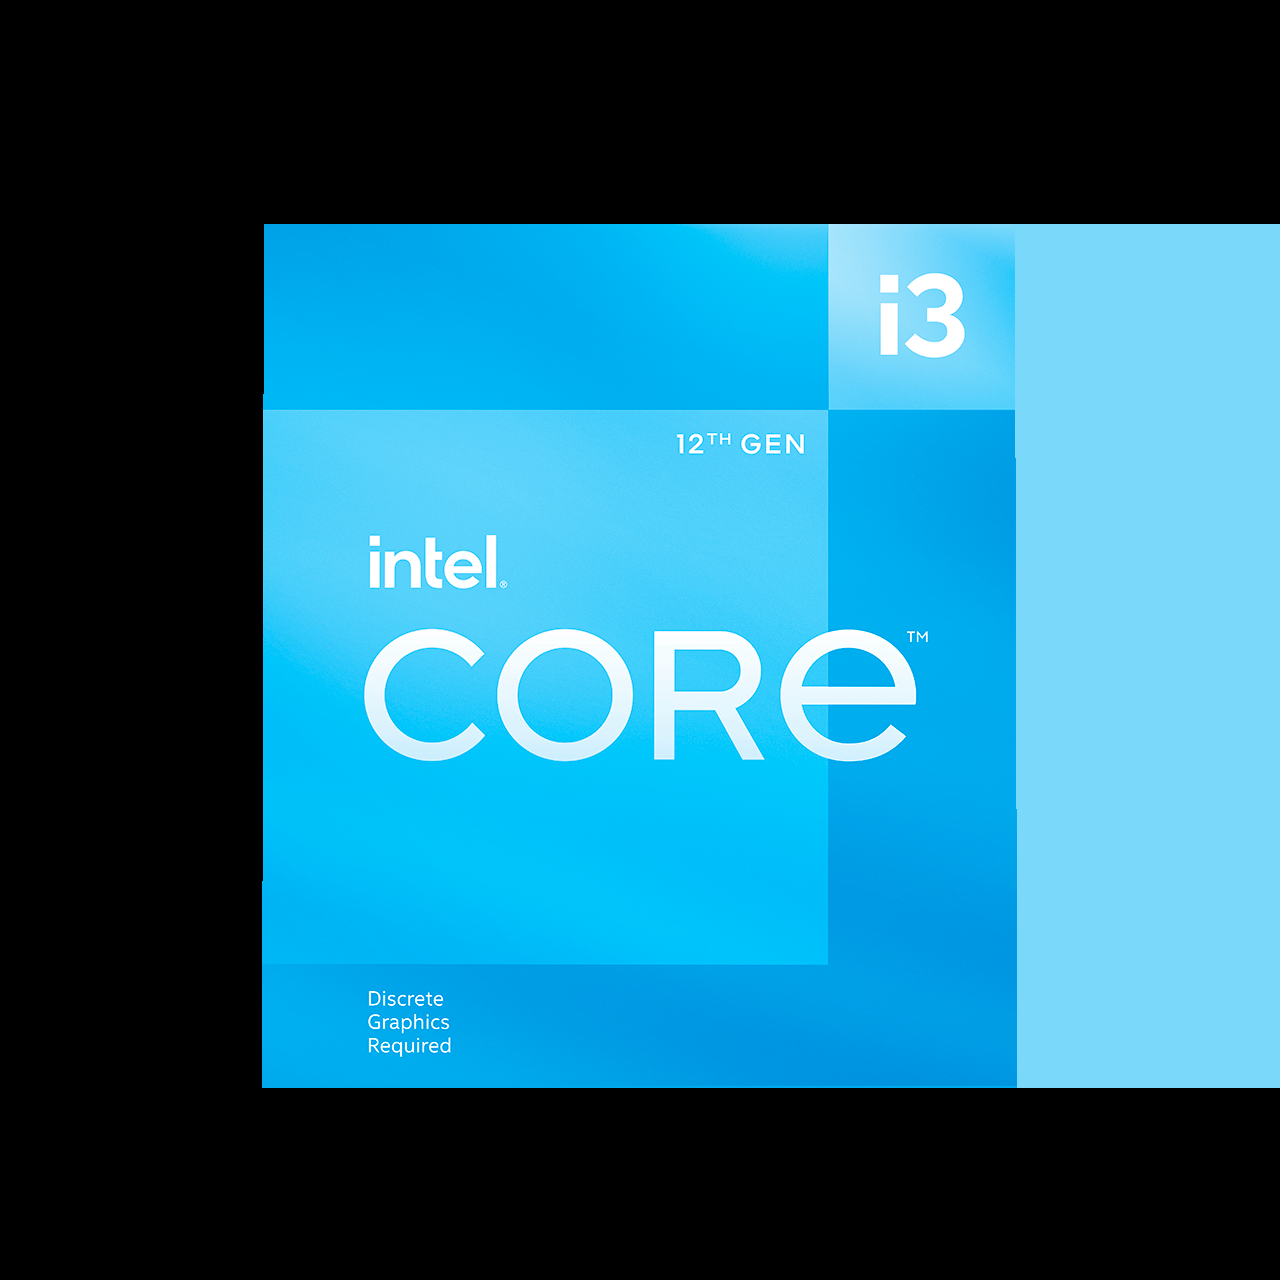 i3
12TH GEN
intel®
CORE™
Discrete
Graphics
Required